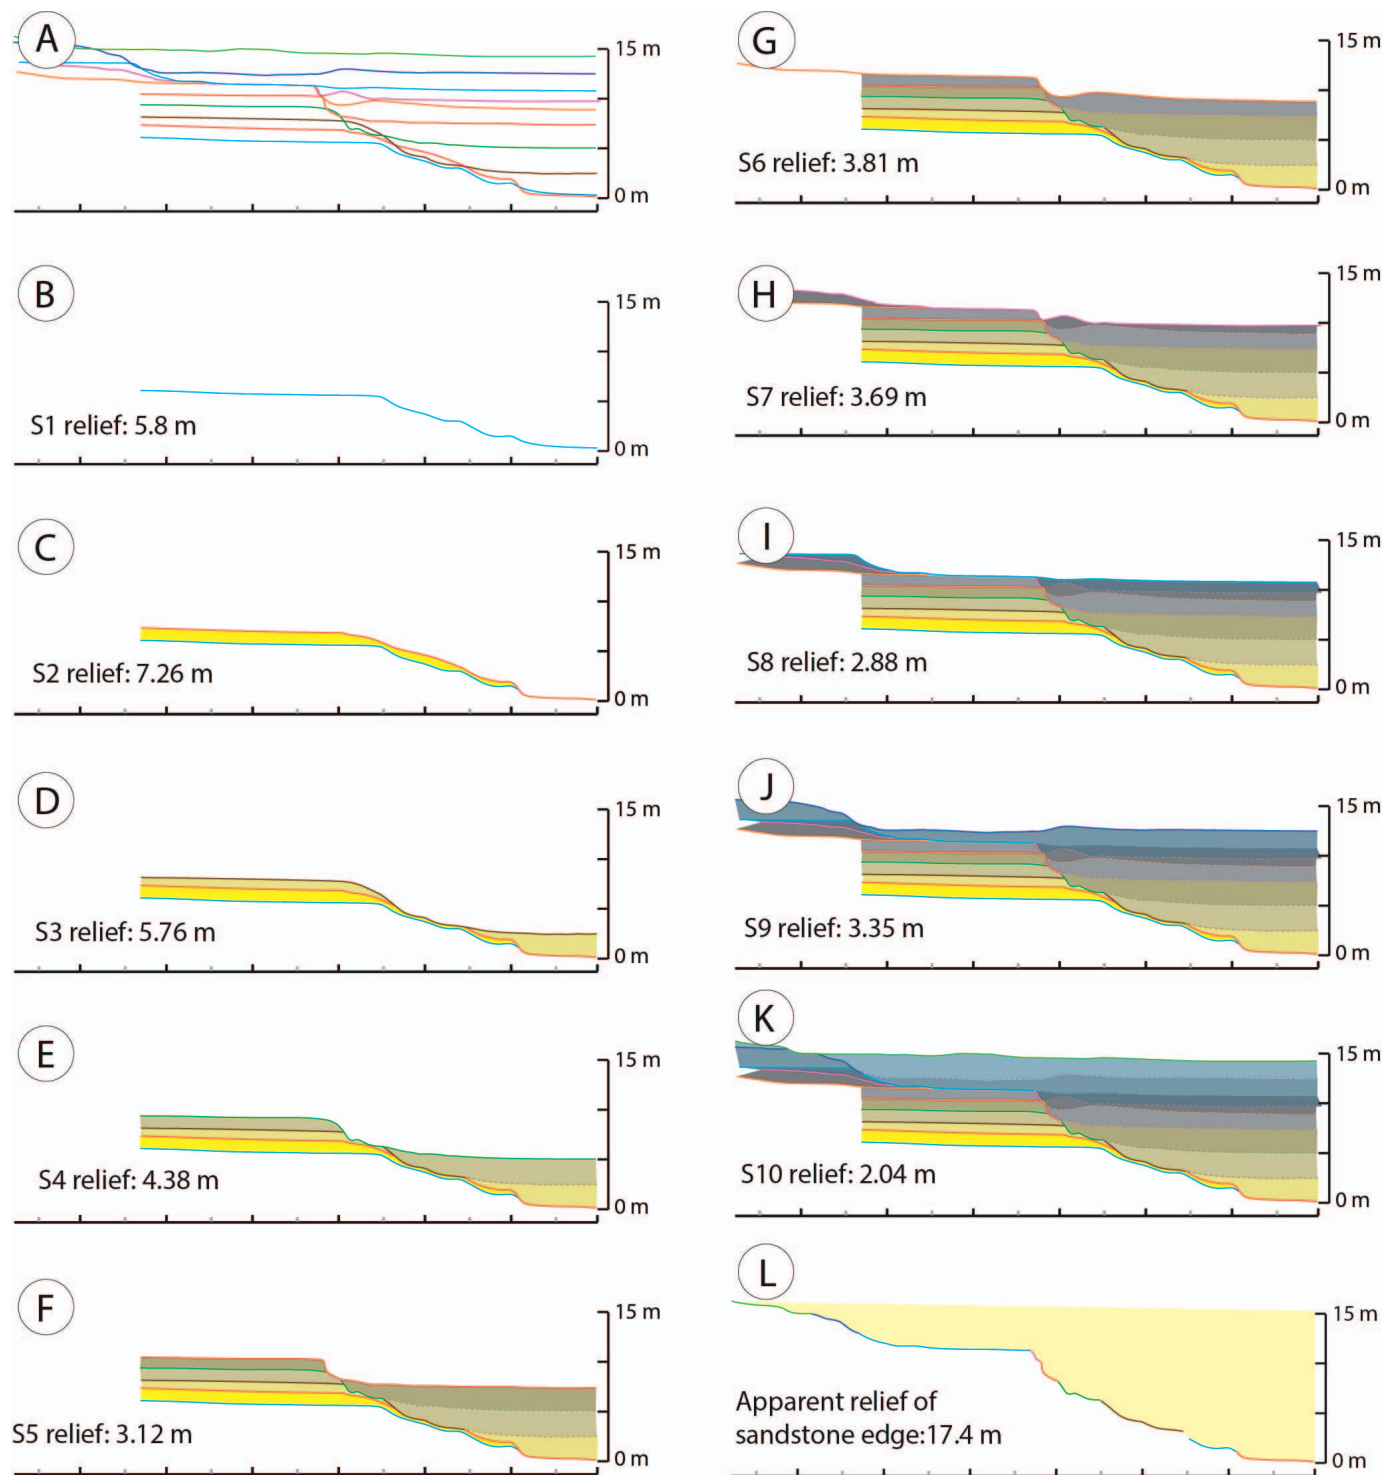 A
15 m
0 m
B
15 m
S1 relief: 5.8 m
0 m
C
15 m
S2 relief: 7.26 m
0 m
D
15 m
S3 relief: 5.76 m
0 m
E
15 m
S4 relief: 4.38 m
0 m
F
15 m
S5 relief: 3.12 m
0 m
G
15 m
S6 relief: 3.81 m
0 m
H
15 m
S7 relief: 3.69 m
0 m
I
15 m
S8 relief: 2.88 m
0 m
J
15 m
S9 relief: 3.35 m
0 m
K
15 m
S10 relief: 2.04 m
0 m
L
15 m
Apparent relief of
sandstone edge:17.4 m
0 m